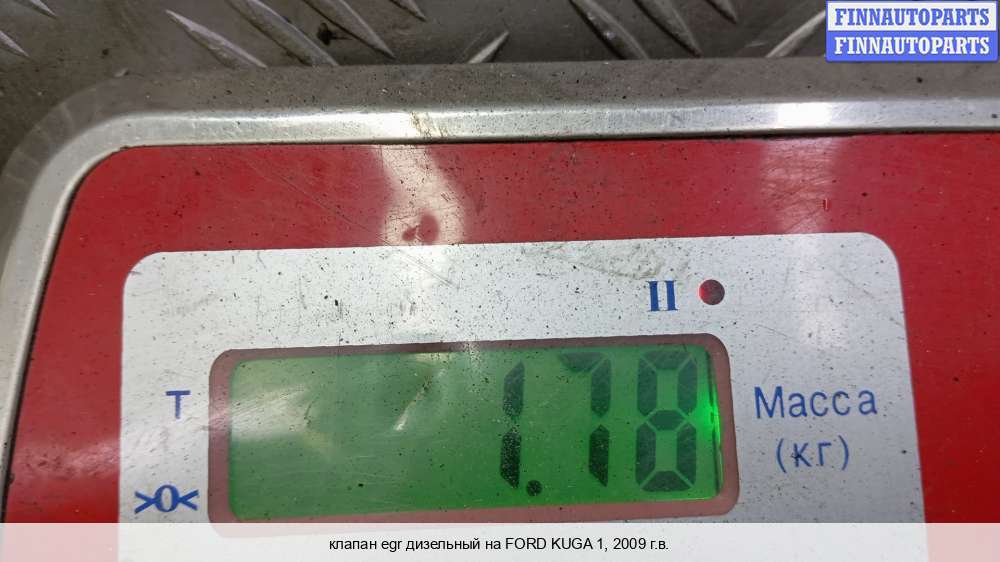 FINNAUTOPARTS
FINNAUTOPARTS
II
T
1.78
Масса
(кг)
>0<
клапан egr дизельный на FORD KUGA 1, 2009 г.в.